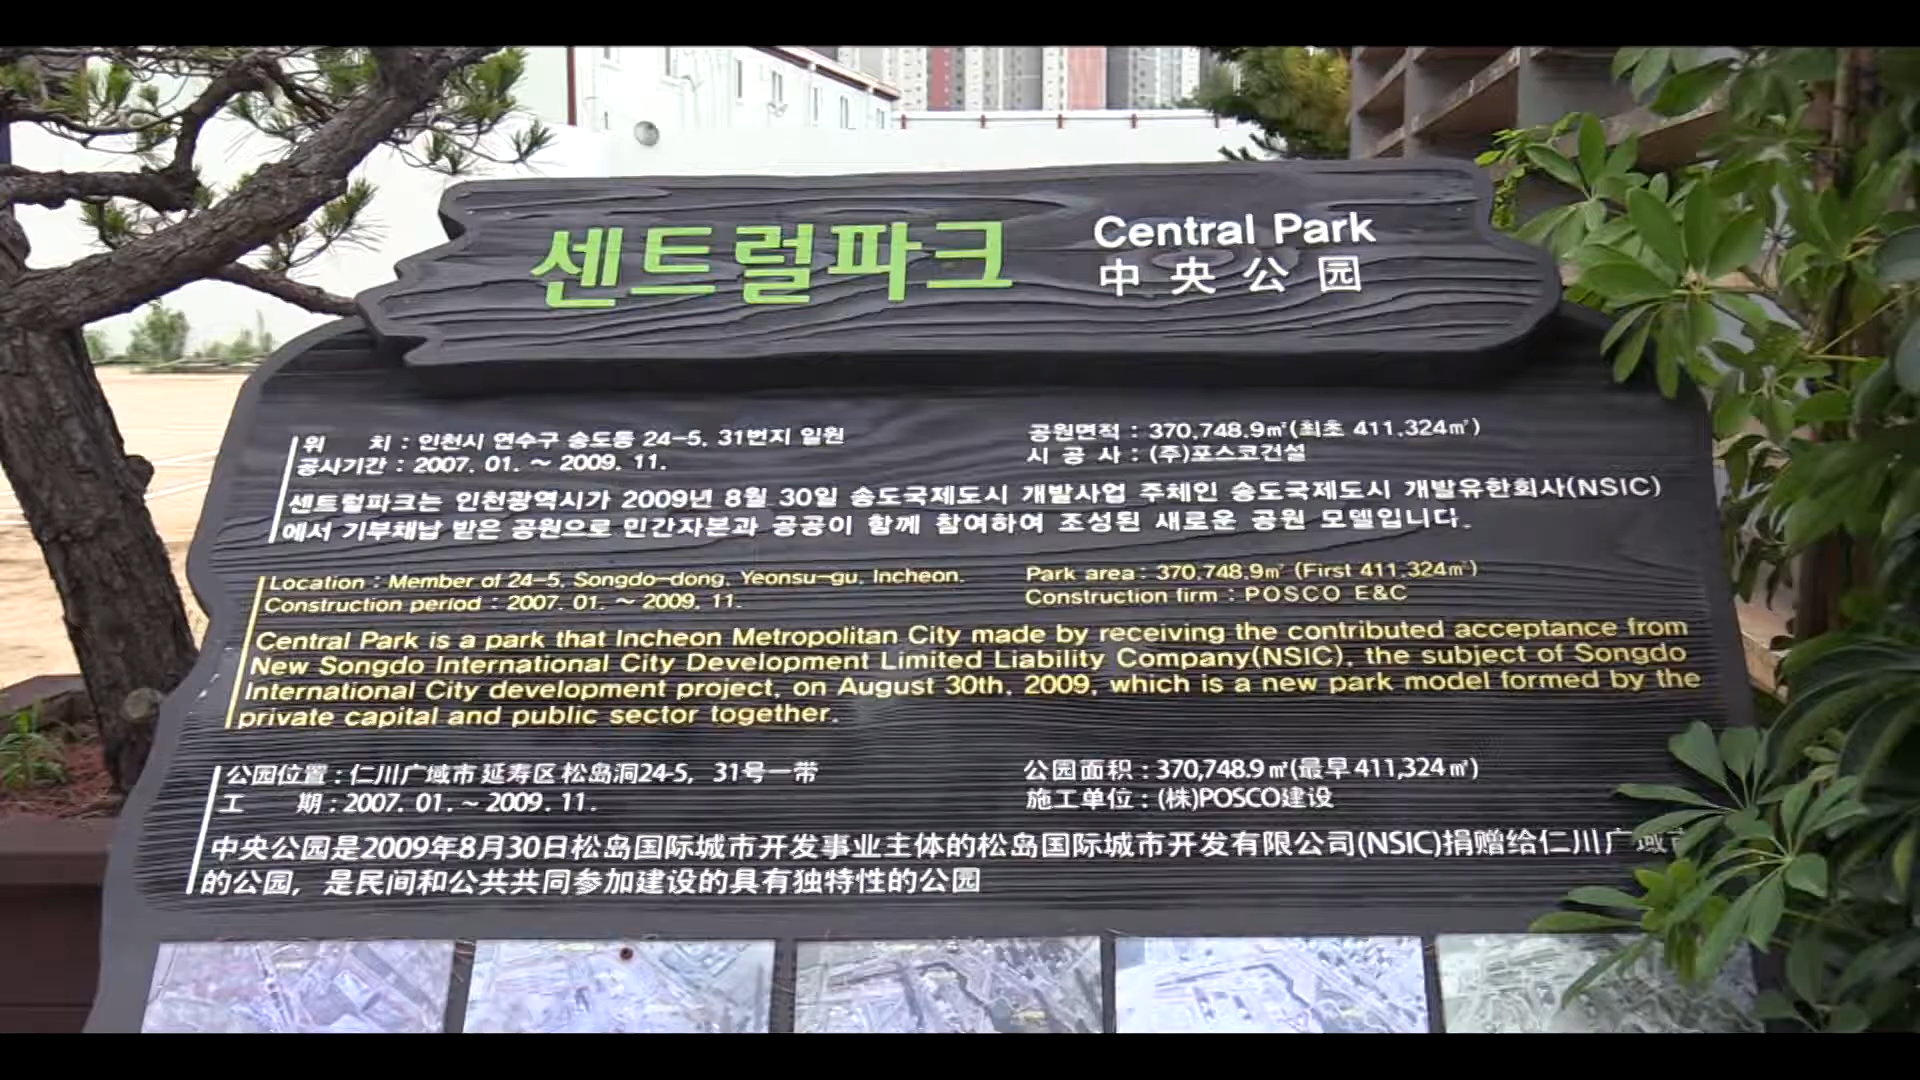 센트럴파크
Central Park
中央公园
위 치 : 인천시 연수구 송도동 24-5, 31번지 일원
공사기간 : 2007. 01. ~ 2009. 11.
공원면적 : 370,748.9㎡(최초 411,324㎡)
시 공 사 : (주)포스코건설
센트럴파크는 인천광역시가 2009년 8월 30일 송도국제도시 개발사업 주체인 송도국제도시 개발유한회사(NSIC)
에서 기부채납 받은 공원으로 민간자본과 공공이 함께 참여하여 조성된 새로운 공원 모델입니다.
Location : Member of 24-5, Songdo-dong, Yeonsu-gu, Incheon.
Construction period : 2007. 01. ~ 2009. 11.
Park area : 370,748.9㎡ (First 411,324㎡)
Construction firm : POSCO E&C
Central Park is a park that Incheon Metropolitan City made by receiving the contributed acceptance from
New Songdo International City Development Limited Liability Company(NSIC), the subject of Songdo
International City development project, on August 30th, 2009, which is a new park model formed by the
private capital and public sector together.
公园位置 : 仁川广域市 延寿区 松岛洞24-5, 31号一带
工 期 : 2007. 01. ~ 2009. 11.
公园面积 : 370,748.9㎡(最早 411,324㎡)
施工单位 : (株)POSCO建设
中央公园是2009年8月30日松岛国际城市开发事业主体的松岛国际城市开发有限公司(NSIC)捐赠给仁川广域市
的公园, 是民间和公共共同参加建设的具有独特性的公园